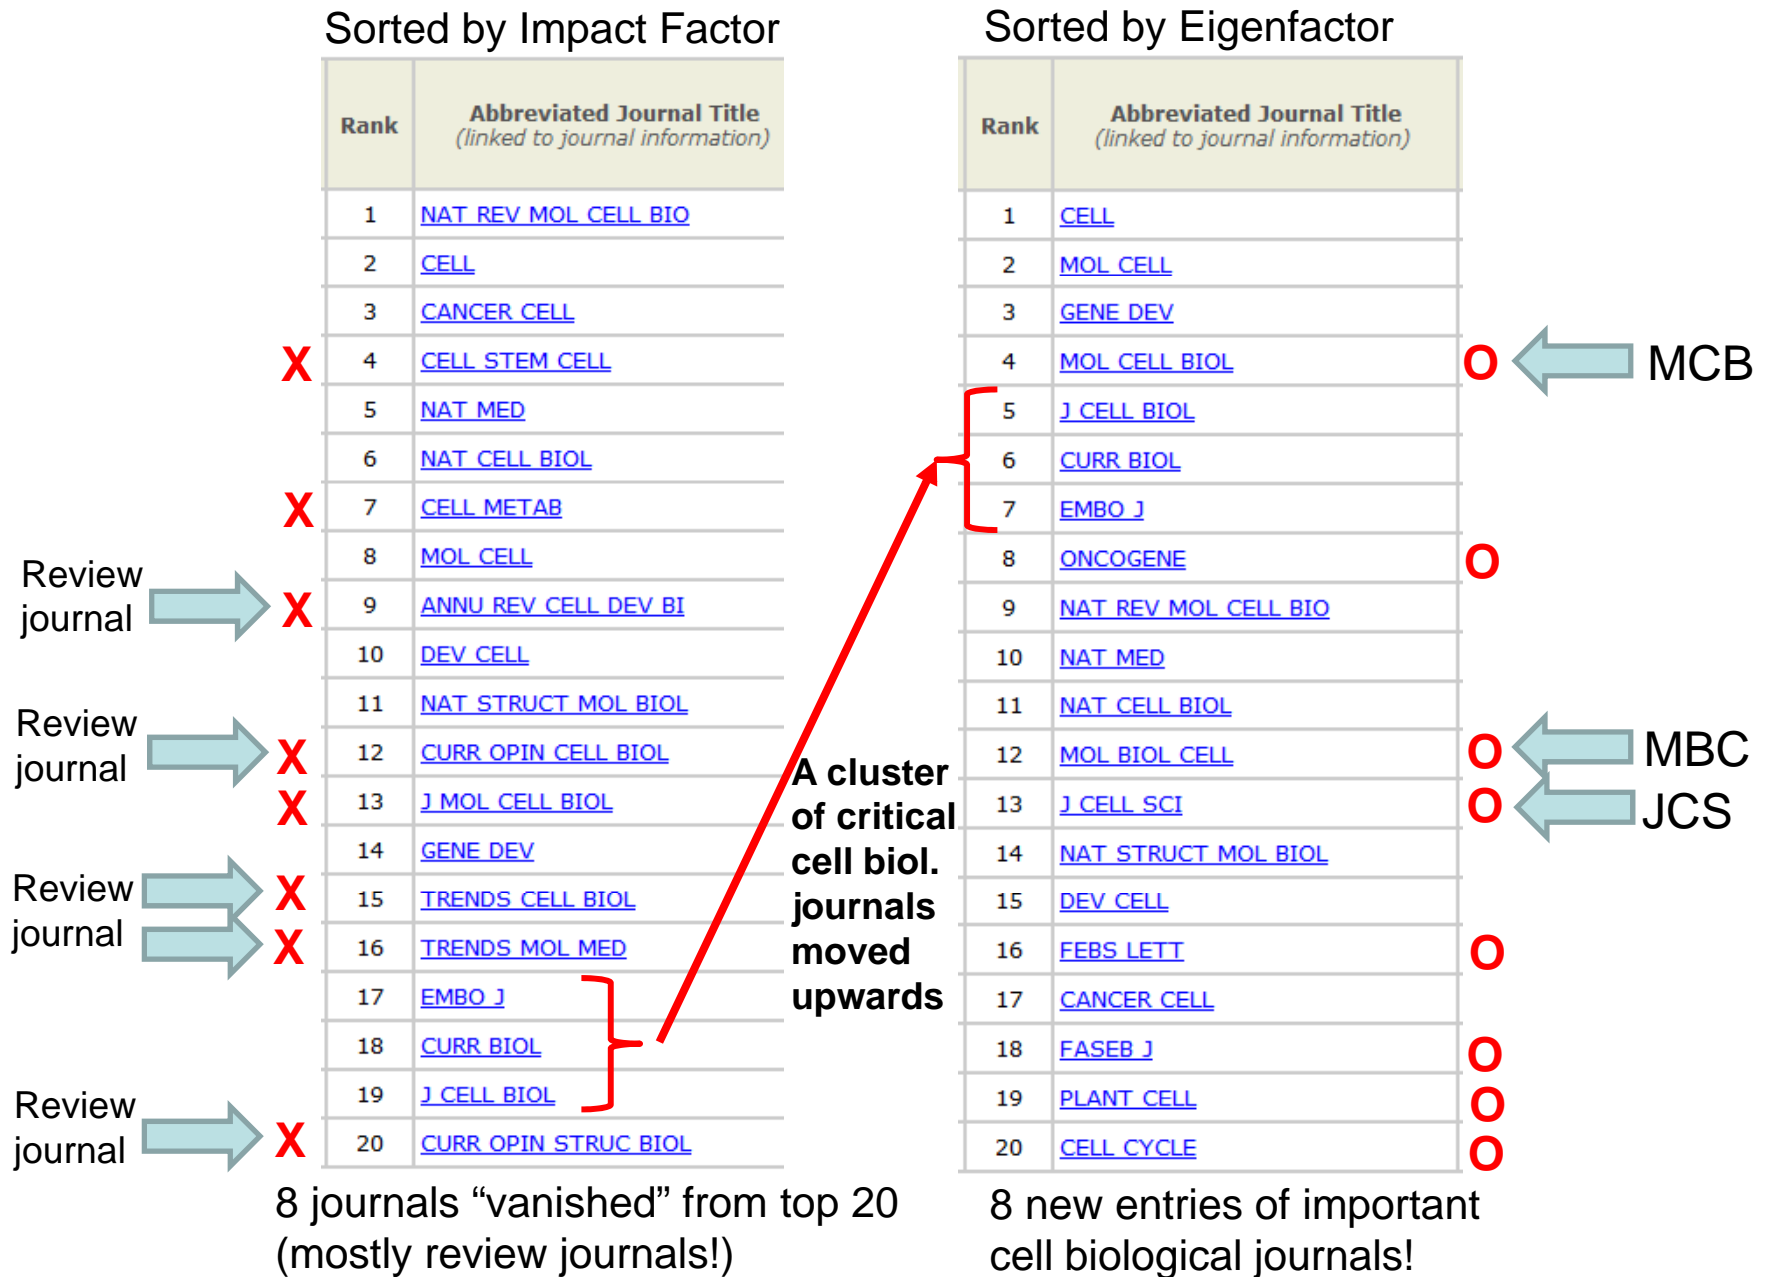 Sorted by Impact Factor
Rank Abbreviated Journal Title
(linked to journal information)
1 NAT REV MOL CELL BIO
2 CELL
3 CANCER CELL
X 4 CELL STEM CELL
5 NAT MED
6 NAT CELL BIOL
X 7 CELL METAB
8 MOL CELL
Review
journal
X 9 ANNU REV CELL DEV BI
10 DEV CELL
11 NAT STRUCT MOL BIOL
Review
journal
X 12 CURR OPIN CELL BIOL
X 13 J MOL CELL BIOL
14 GENE DEV
Review
journal
X 15 TRENDS CELL BIOL
X 16 TRENDS MOL MED
17 EMBO J
18 CURR BIOL
19 J CELL BIOL
Review
journal
X 20 CURR OPIN STRUC BIOL
8 journals “vanished” from top 20
(mostly review journals!)
A cluster
of critical
cell biol.
journals
moved
upwards
Sorted by Eigenfactor
Rank Abbreviated Journal Title
(linked to journal information)
1 CELL
2 MOL CELL
3 GENE DEV
4 MOL CELL BIOL O MCB
5 J CELL BIOL
6 CURR BIOL
7 EMBO J
8 ONCOGENE O
9 NAT REV MOL CELL BIO
10 NAT MED
11 NAT CELL BIOL
12 MOL BIOL CELL O MBC
13 J CELL SCI O JCS
14 NAT STRUCT MOL BIOL
15 DEV CELL
16 FEBS LETT O
17 CANCER CELL
18 FASEB J O
19 PLANT CELL O
20 CELL CYCLE O
8 new entries of important
cell biological journals!